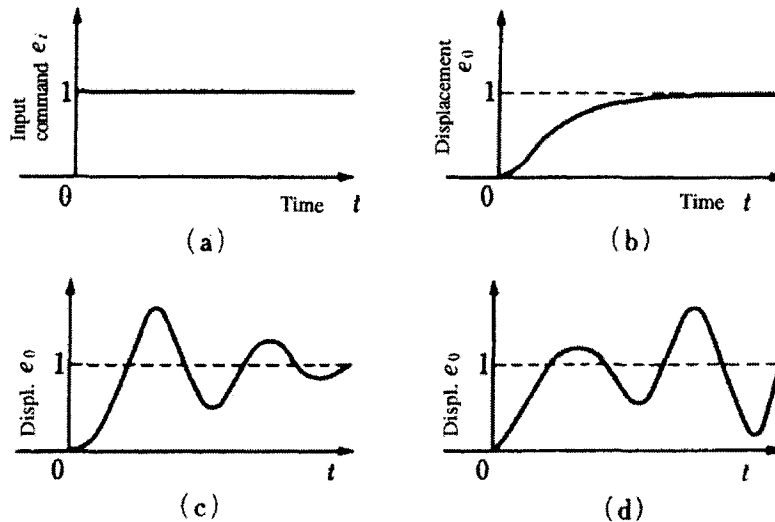 Input
command e_i
1
0
Time t
(a)
Displacement
e_0
1
0
Time t
(b)
Displ. e_0
1
0
t
(c)
Displ. e_0
1
0
t
(d)